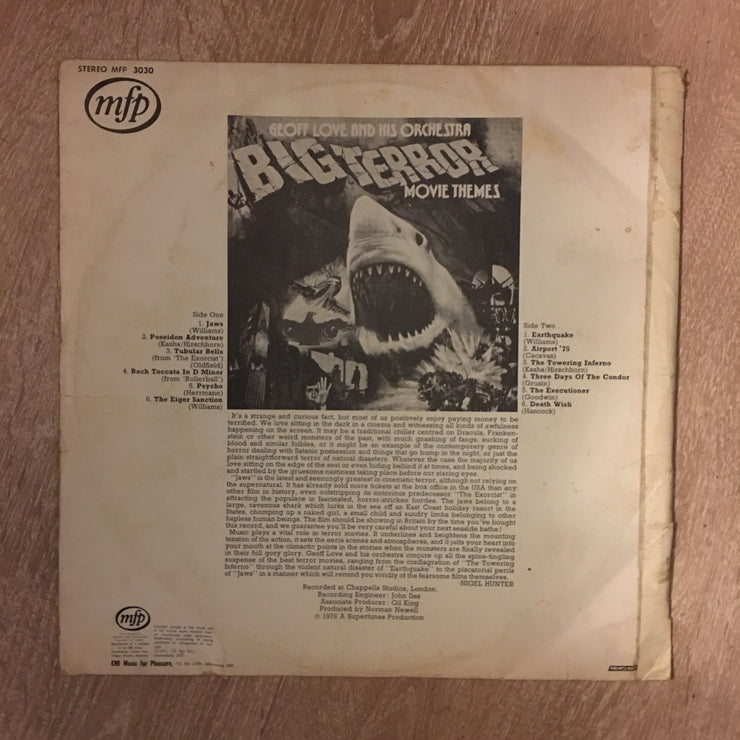 STEREO MFP 3030
mfp
GEOFF LOVE AND HIS ORCHESTRA
BIG TERROR
MOVIE THEMES
Side One
1. Jaws
(Williams)
2. Poseidon Adventure
(Kasha/Hirschhorn)
3. Tubular Bells
(from 'The Exorcist')
(Oldfield)
4. Bach Toccata In D Minor
(from 'Rollerball')
5. Psycho
(Herrmann)
6. The Eiger Sanction
(Williams)
Side Two
1. Earthquake
(Williams)
2. Airport '75
(Cacavas)
3. The Towering Inferno
(Kasha/Hirschhorn)
4. Three Days Of The Condor
(Grusin)
5. The Executioner
(Goodwin)
6. Death Wish
(Hancock)
It's a strange and curious fact, but most of us positively enjoy paying money to be
terrified. We love sitting in the dark in a cinema and witnessing all kinds of awfulness
happening on the screen. It may be a traditional chiller centred on Dracula, Franken-
stein or other weird monsters of the past, with much gnashing of fangs, sucking of
blood and similar foibles, or it might be an example of the contemporary genre of
horror dealing with Satanic possession and things that go bump in the night, or just the
plain straightforward terror of natural disasters. Whatever the case the majority of us
love sitting on the edge of the seat or even hiding behind it at times, and being shocked
and startled by the gruesome nastiness taking place before our staring eyes.
"Jaws" is the latest and seemingly greatest in cinematic terror, although not relying on
the supernatural. It has already sold more tickets at the box office in the USA than any
other film in history, even outstripping its notorious predecessor "The Exorcist" in
attracting the populace in fascinated, horror-stricken hordes. The jaws belong to a
large, ravenous shark which lurks in the sea off an East Coast holiday resort in the
States, chomping up a naked girl, a small child and sundry limbs belonging to other
hapless human beings. The film should be showing in Britain by the time you've bought
this record, and we guarantee you'll be very careful about your next seaside bathe!
Music plays a vital role in terror movies. It underlines and heightens the mounting
tension of the action, it sets the eerie scenes and atmospheres, and it jolts your heart into
your mouth at the climactic points in the stories when the monsters are finally revealed
in their full gory glory. Geoff Love and his orchestra conjure up all the spine-tingling
suspense of the best terror movies, ranging from the conflagration of "The Towering
Inferno" through the violent natural disaster of "Earthquake" to the piscatorial perils
of "Jaws" in a manner which will remind you vividly of the fearsome films themselves.
-NIGEL HUNTER
Recorded at Chappells Studios, London.
Recording Engineer: John Iles
Associate Producer: Oil King
Produced by Norman Newell
℗ 1976 A Supertunes Production
mfp
EMI Music for Pleasure,